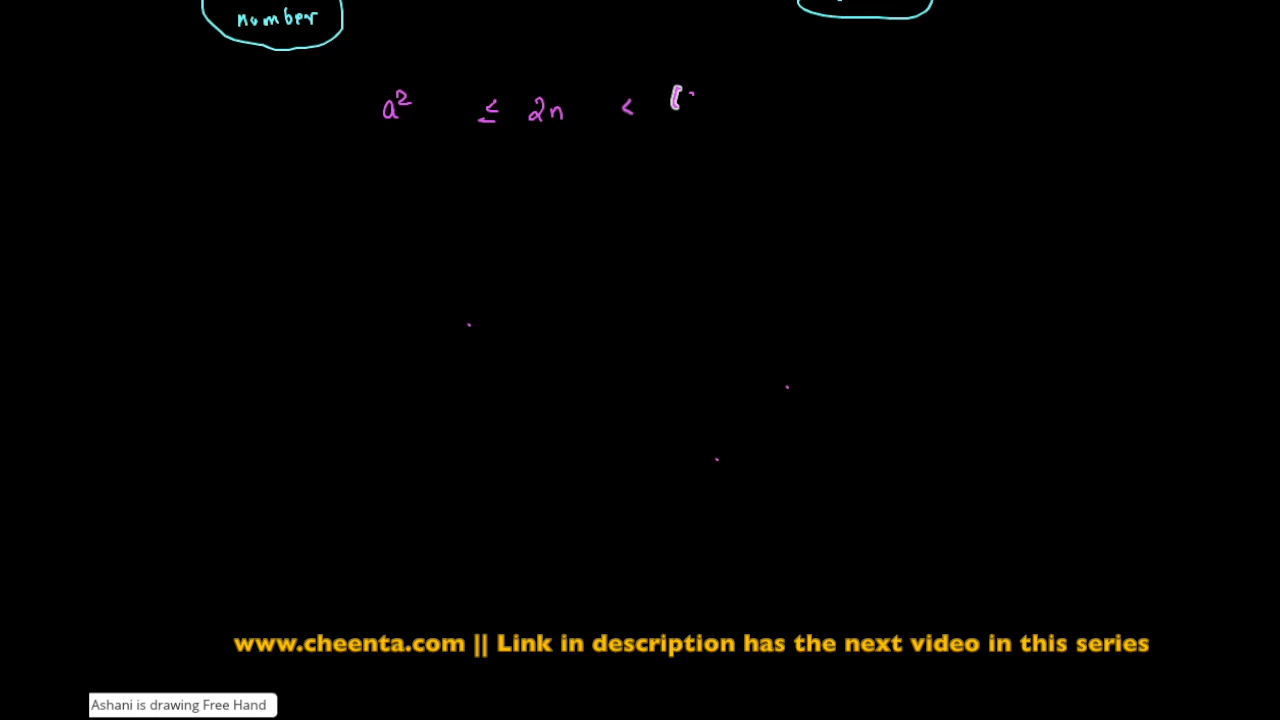 number
a² ≤ 2n < (
www.cheenta.com || Link in description has the next video in this series
Ashani is drawing Free Hand